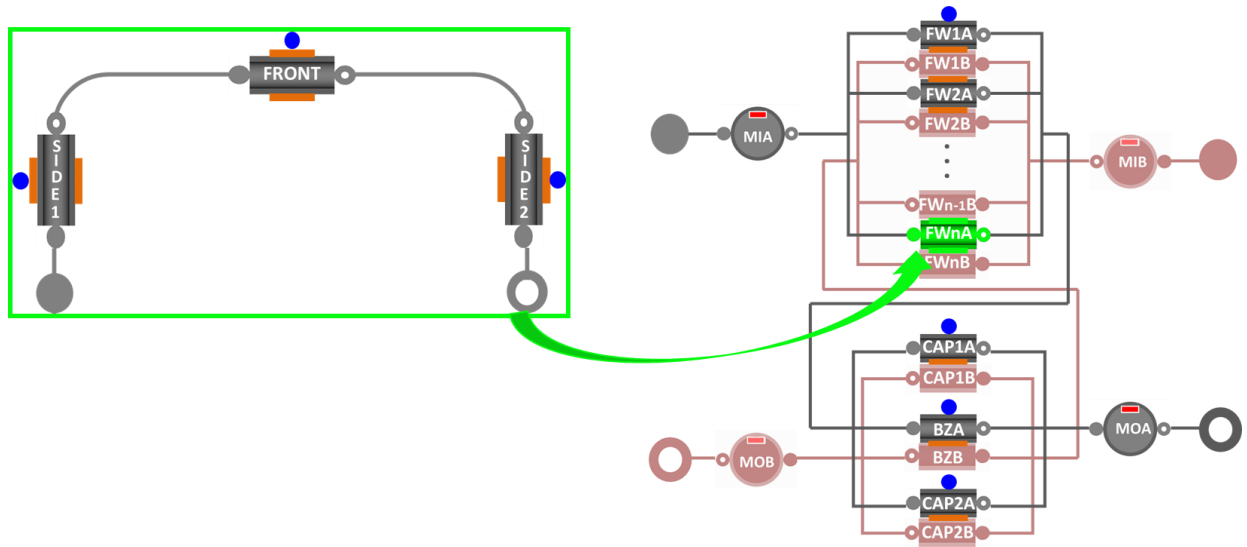 FRONT
SIDE1
SIDE2
FW1A
FW1B
FW2A
FW2B
MIA
MIB
FWn-1B
FWnA
FWnB
CAP1A
CAP1B
BZA
BZB
MOA
MOB
CAP2A
CAP2B